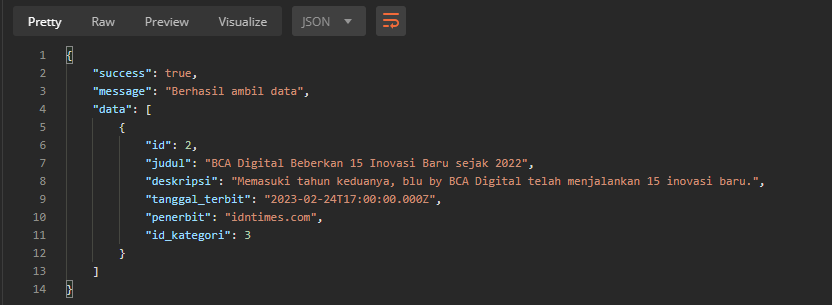 Pretty Raw Preview Visualize JSON
1 {
2 "success": true,
3 "message": "Berhasil ambil data",
4 "data": [
5 {
6 "id": 2,
7 "judul": "BCA Digital Beberkan 15 Inovasi Baru sejak 2022",
8 "deskripsi": "Memasuki tahun keduanya, blu by BCA Digital telah menjalankan 15 inovasi baru.",
9 "tanggal_terbit": "2023-02-24T17:00:00.000Z",
10 "penerbit": "idntimes.com",
11 "id_kategori": 3
12 }
13 ]
14 }